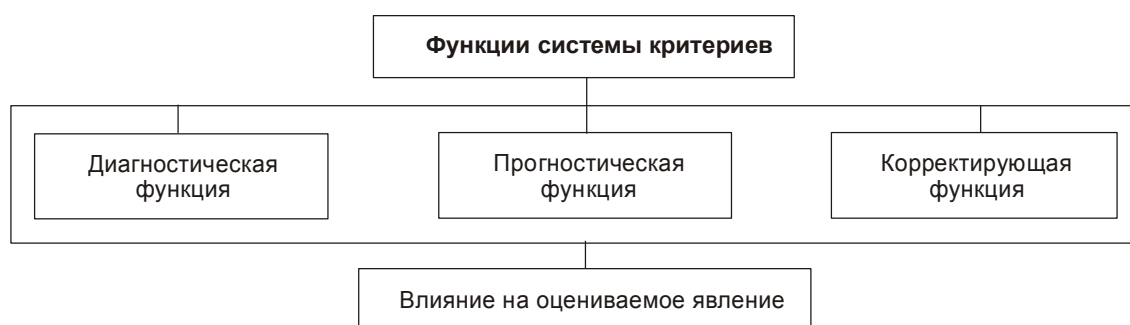 Функции системы критериев
Диагностическая
функция
Прогностическая
функция
Корректирующая
функция
Влияние на оцениваемое явление